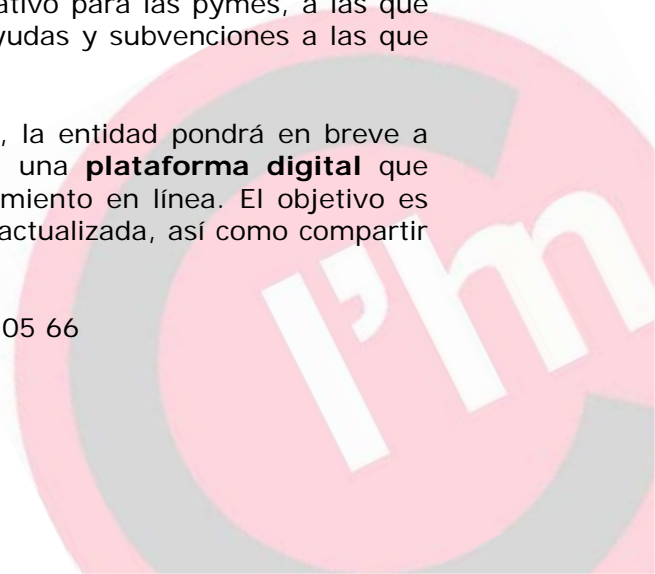 ativo para las pymes, a las que
yudas y subvenciones a las que
, la entidad pondrá en breve a
una plataforma digital que
miento en línea. El objetivo es
actualizada, así como compartir
05 66
I'm